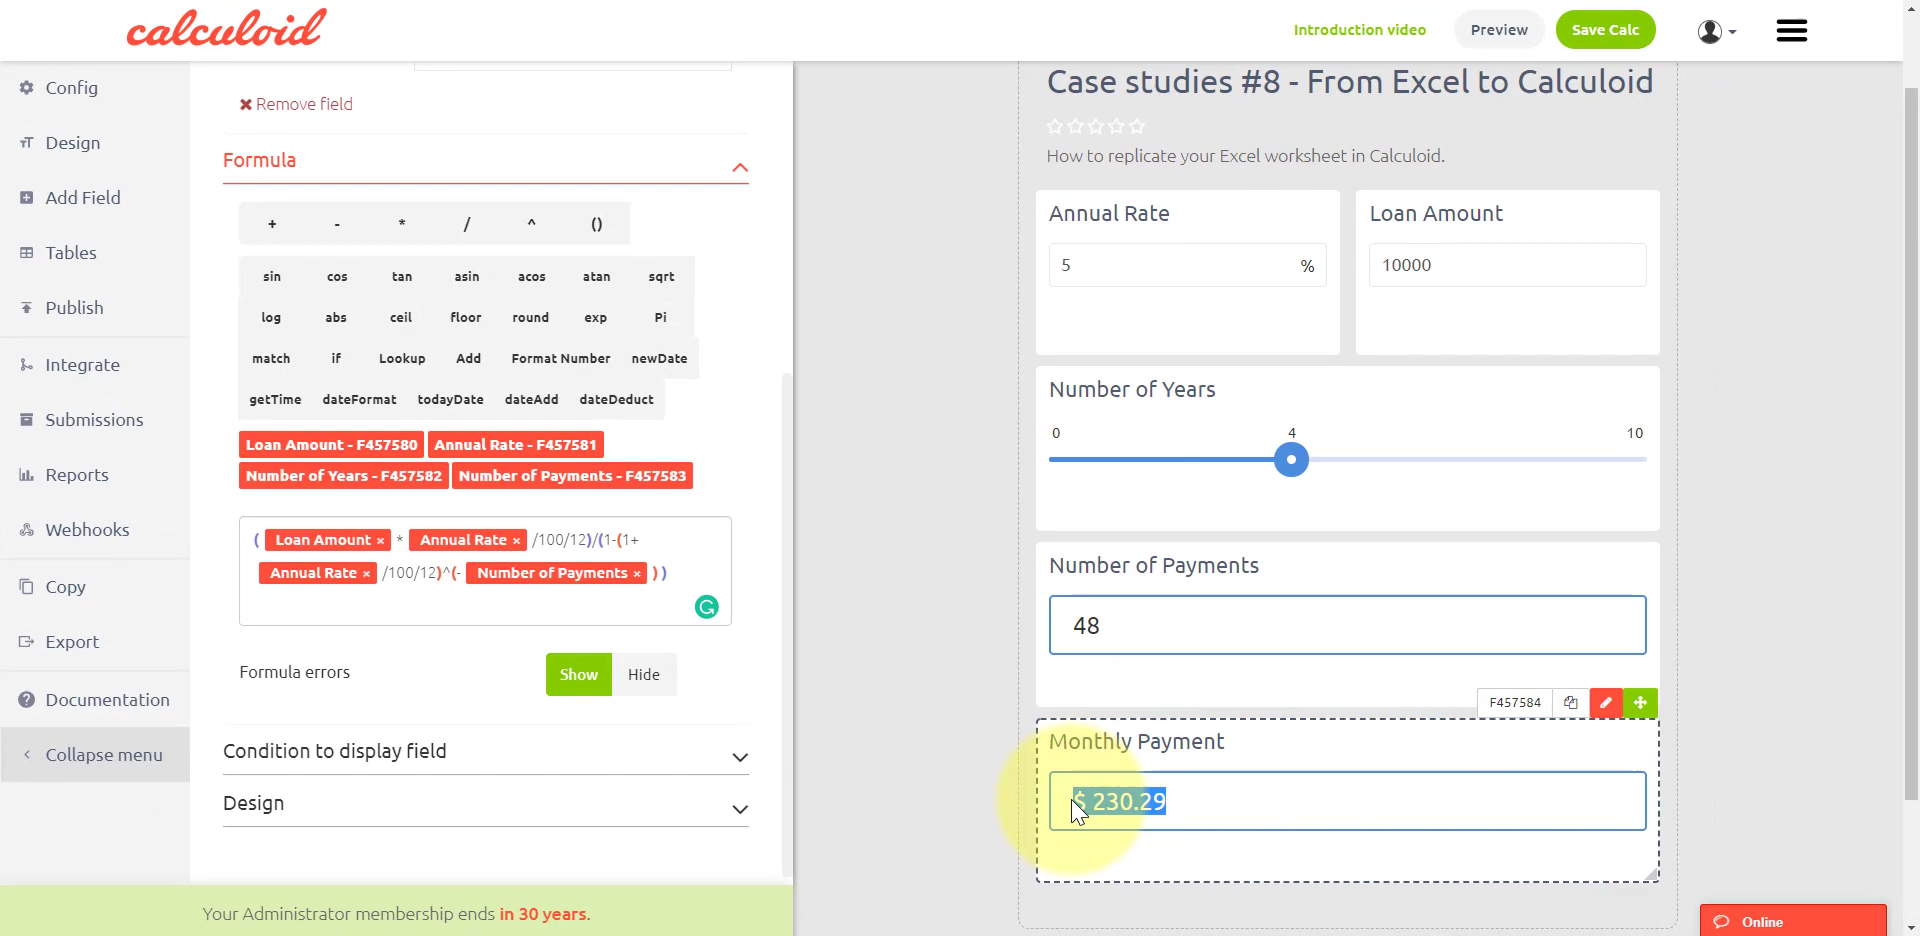 calculoid
Introduction video
Preview
Save Calc
Config
Design
Add Field
Tables
Publish
Integrate
Submissions
Reports
Webhooks
Copy
Export
Documentation
Collapse menu
Remove field
Formula
+ - * / ^ ()
sin cos tan asin acos atan sqrt
log abs ceil floor round exp Pi
match if Lookup Add Format Number newDate
getTime dateFormat todayDate dateAdd dateDeduct
Loan Amount - F457580 Annual Rate - F457581
Number of Years - F457582 Number of Payments - F457583
( Loan Amount × * Annual Rate × /100/12)/(1-(1+
Annual Rate × /100/12)^(- Number of Payments × ))
Formula errors Show Hide
Condition to display field
Design
Your Administrator membership ends in 30 years.
Case studies #8 - From Excel to Calculoid
How to replicate your Excel worksheet in Calculoid.
Annual Rate
5 %
Loan Amount
10000
Number of Years
0 4 10
Number of Payments
48
F457584
Monthly Payment
$ 230.29
Online